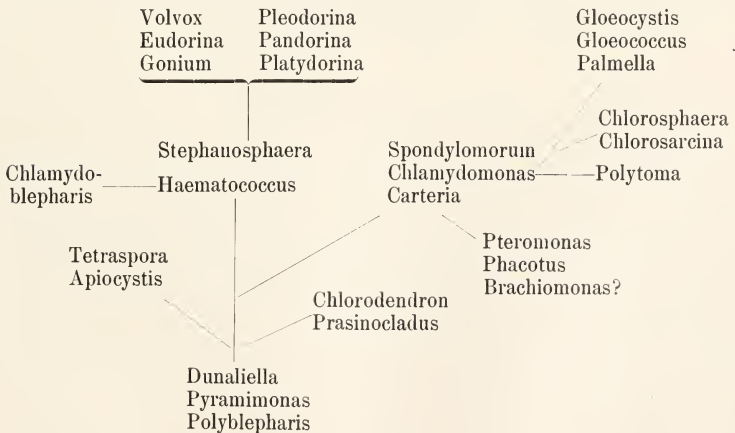 Volvox
Eudorina
Gonium
Pleodorina
Pandorina
Platydorina
Gloeocystis
Gloeococcus
Palmella
Chlorosphaera
Chlorosarcina
Stephanosphaera
Haematococcus
Chlamydo-
blepharis
Spondylomorum
Chlamydomonas
Carteria
Polytoma
Pteromonas
Phacotus
Brachiomonas?
Tetraspora
Apiocystis
Chlorodendron
Prasinocladus
Dunaliella
Pyramimonas
Polyblepharis